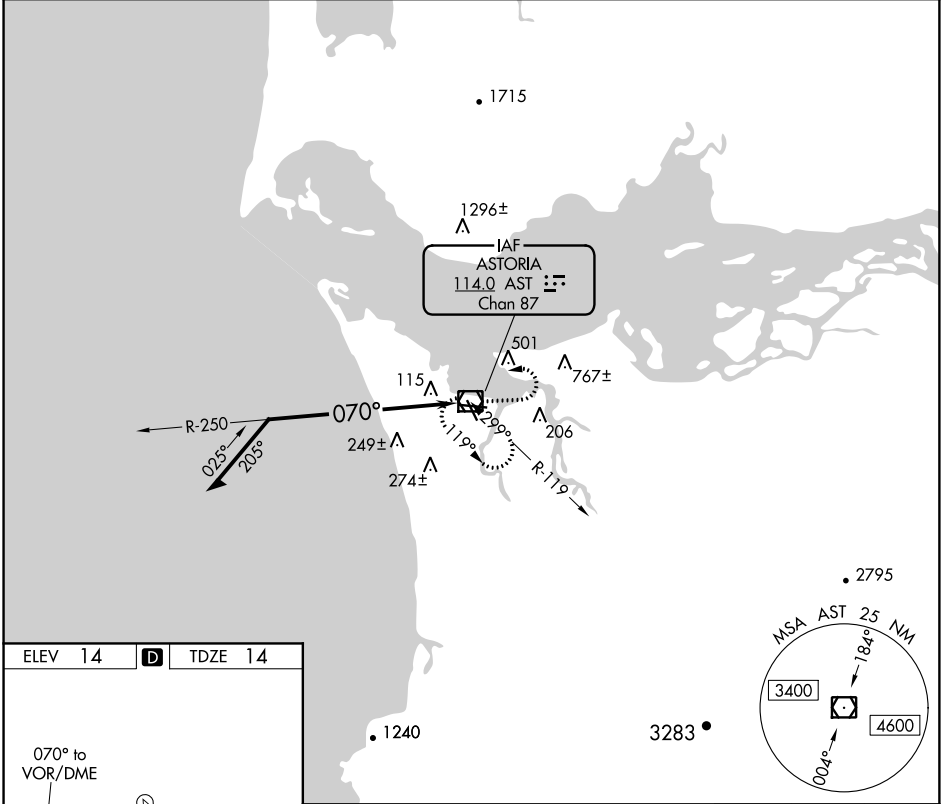 1715
1296±
IAF
ASTORIA
114.0 AST
Chan 87
501
767±
115
206
R-250
070°
299°
249±
119°
025°
205°
274±
R-119
2795
MSA AST 25 NM
184°
3400
4600
004°
ELEV 14 D TDZE 14
1240
3283
070° to
VOR/DME